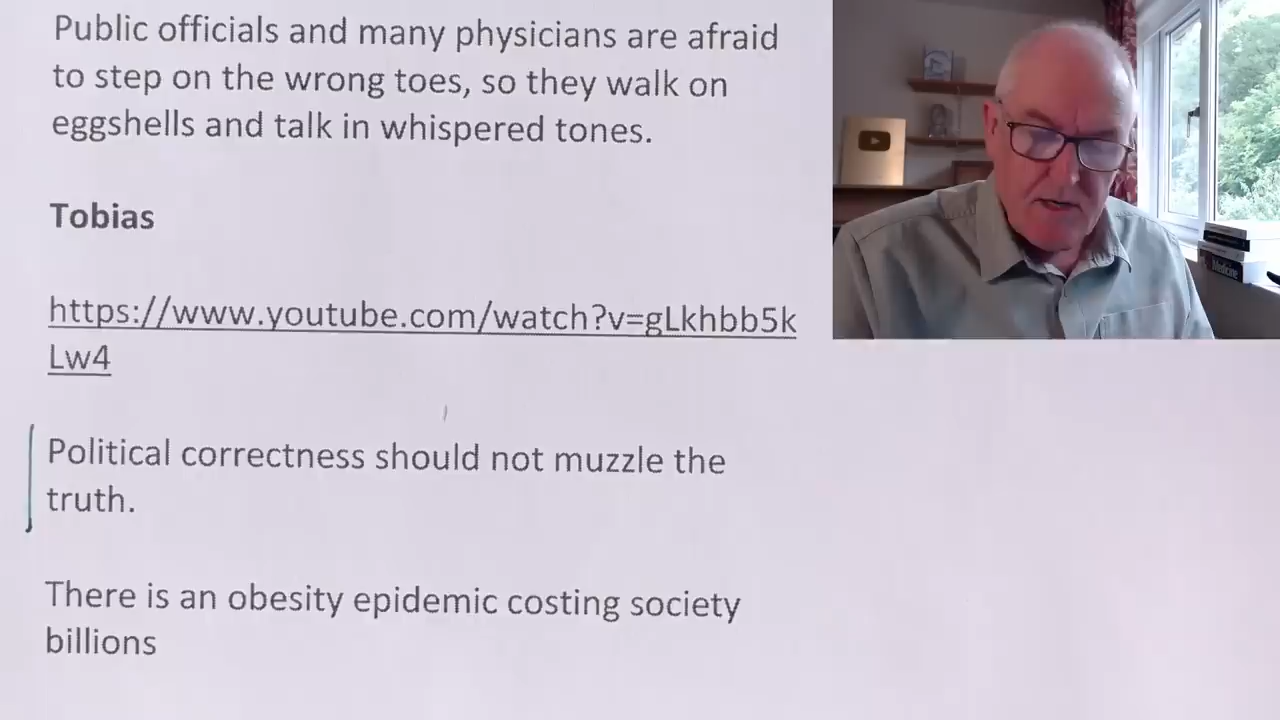 Public officials and many physicians are afraid
to step on the wrong toes, so they walk on
eggshells and talk in whispered tones.
Tobias
https://www.youtube.com/watch?v=gLkhbb5k
Lw4
Political correctness should not muzzle the
truth.
There is an obesity epidemic costing society
billions
Medicine